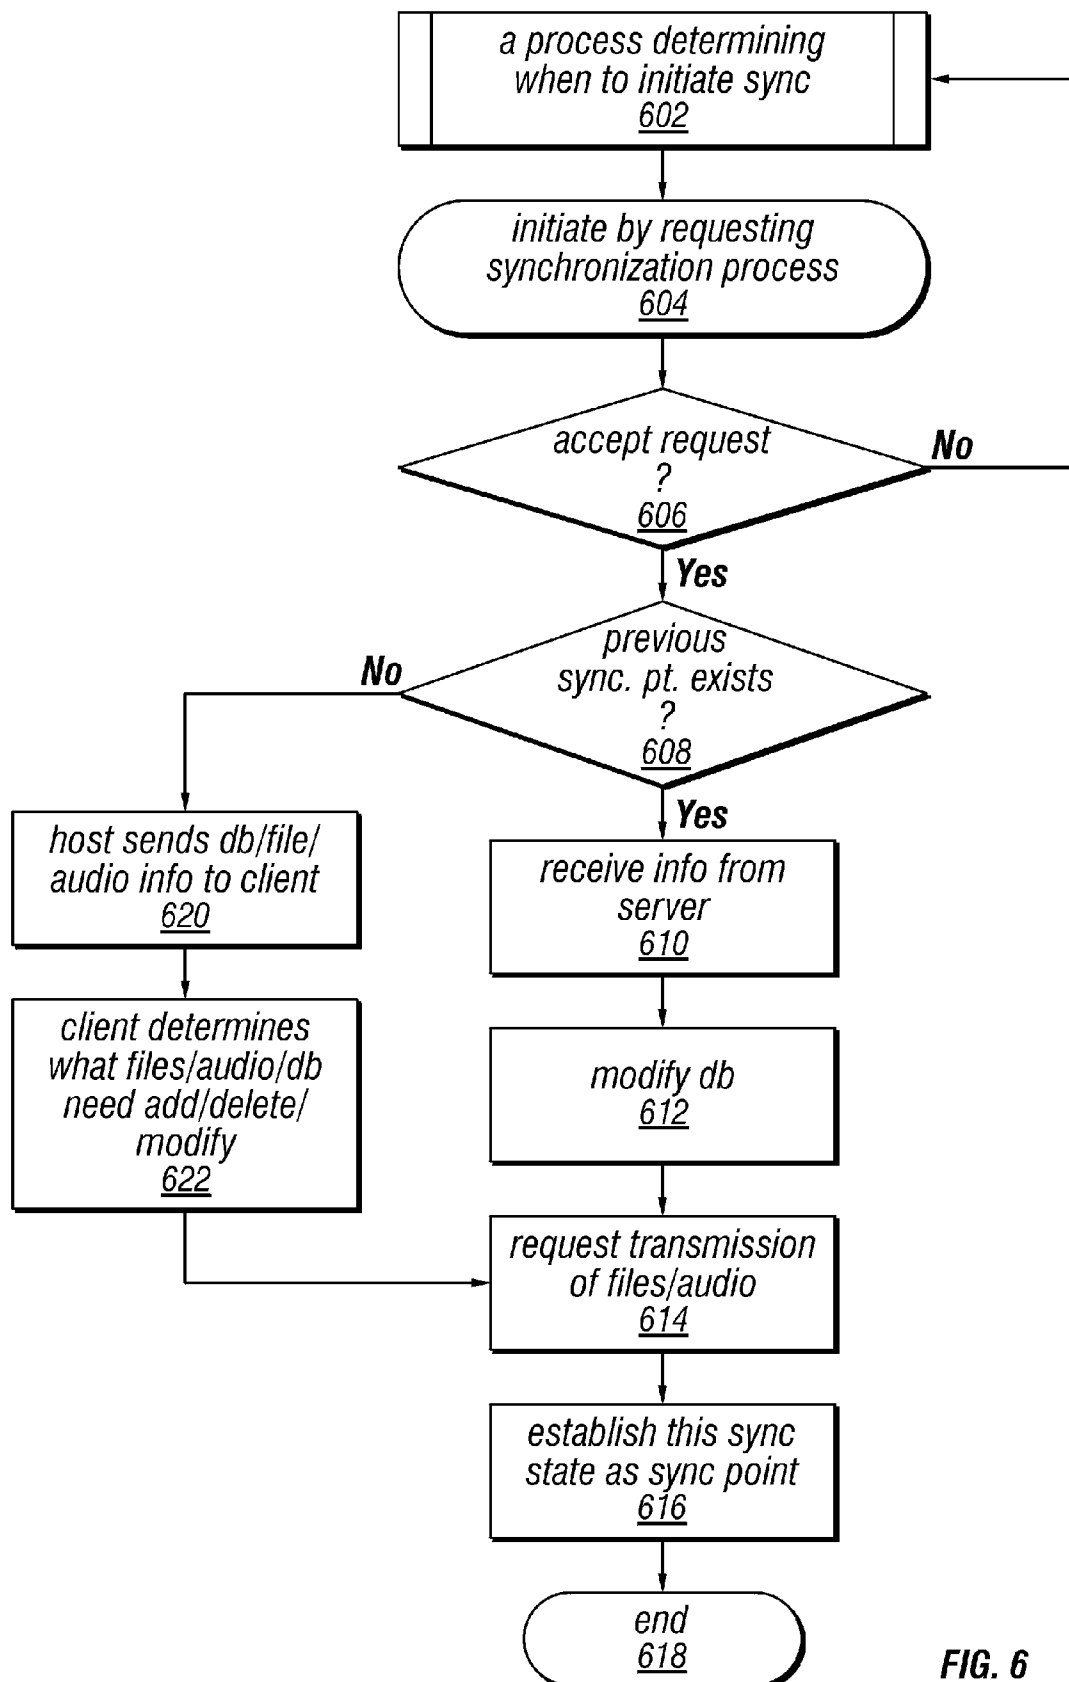 a process determining
when to initiate sync
602
initiate by requesting
synchronization process
604
accept request
?
606
No
Yes
previous
sync. pt. exists
?
608
No
Yes
host sends db/file/
audio info to client
620
receive info from
server
610
client determines
what files/audio/db
need add/delete/
modify
622
modify db
612
request transmission
of files/audio
614
establish this sync
state as sync point
616
end
618
FIG. 6